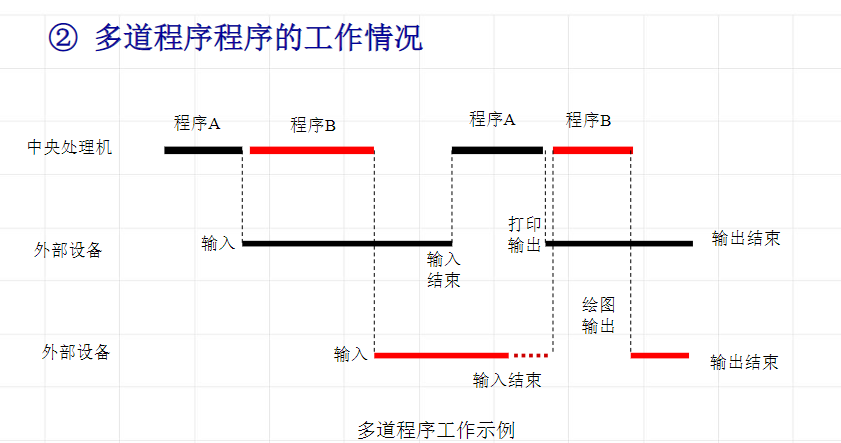 ② 多道程序程序的工作情况
程序A
程序B
程序A
程序B
中央处理机
外部设备
输入
输入
结束
打印
输出
输出结束
绘图
输出
外部设备
输入
输入结束
输出结束
多道程序工作示例